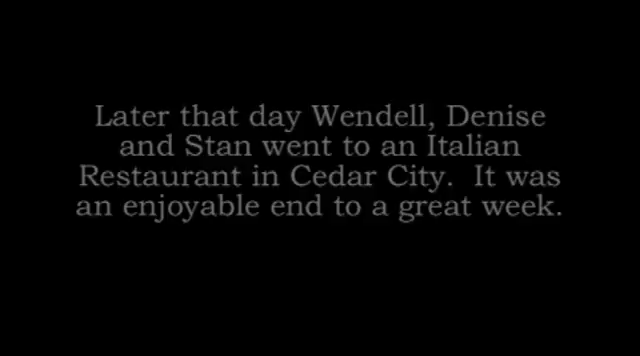 Later that day Wendell, Denise
and Stan went to an Italian
Restaurant in Cedar City.  It was
an enjoyable end to a great week.